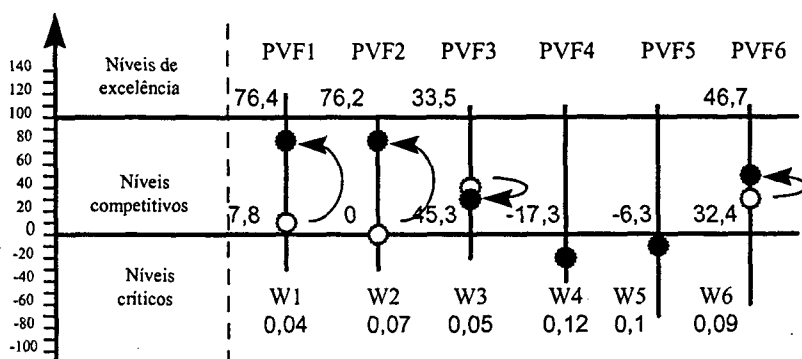 PVF1 PVF2 PVF3 PVF4 PVF5 PVF6
140
120
100
80
60
40
20
0
-20
-40
-60
-80
-100
Níveis de
excelência
76,4 76,2 33,5 46,7
Níveis
competitivos
7,8 0 45,3 -17,3 -6,3 32,4
Níveis
críticos
W1 W2 W3 W4 W5 W6
0,04 0,07 0,05 0,12 0,1 0,09